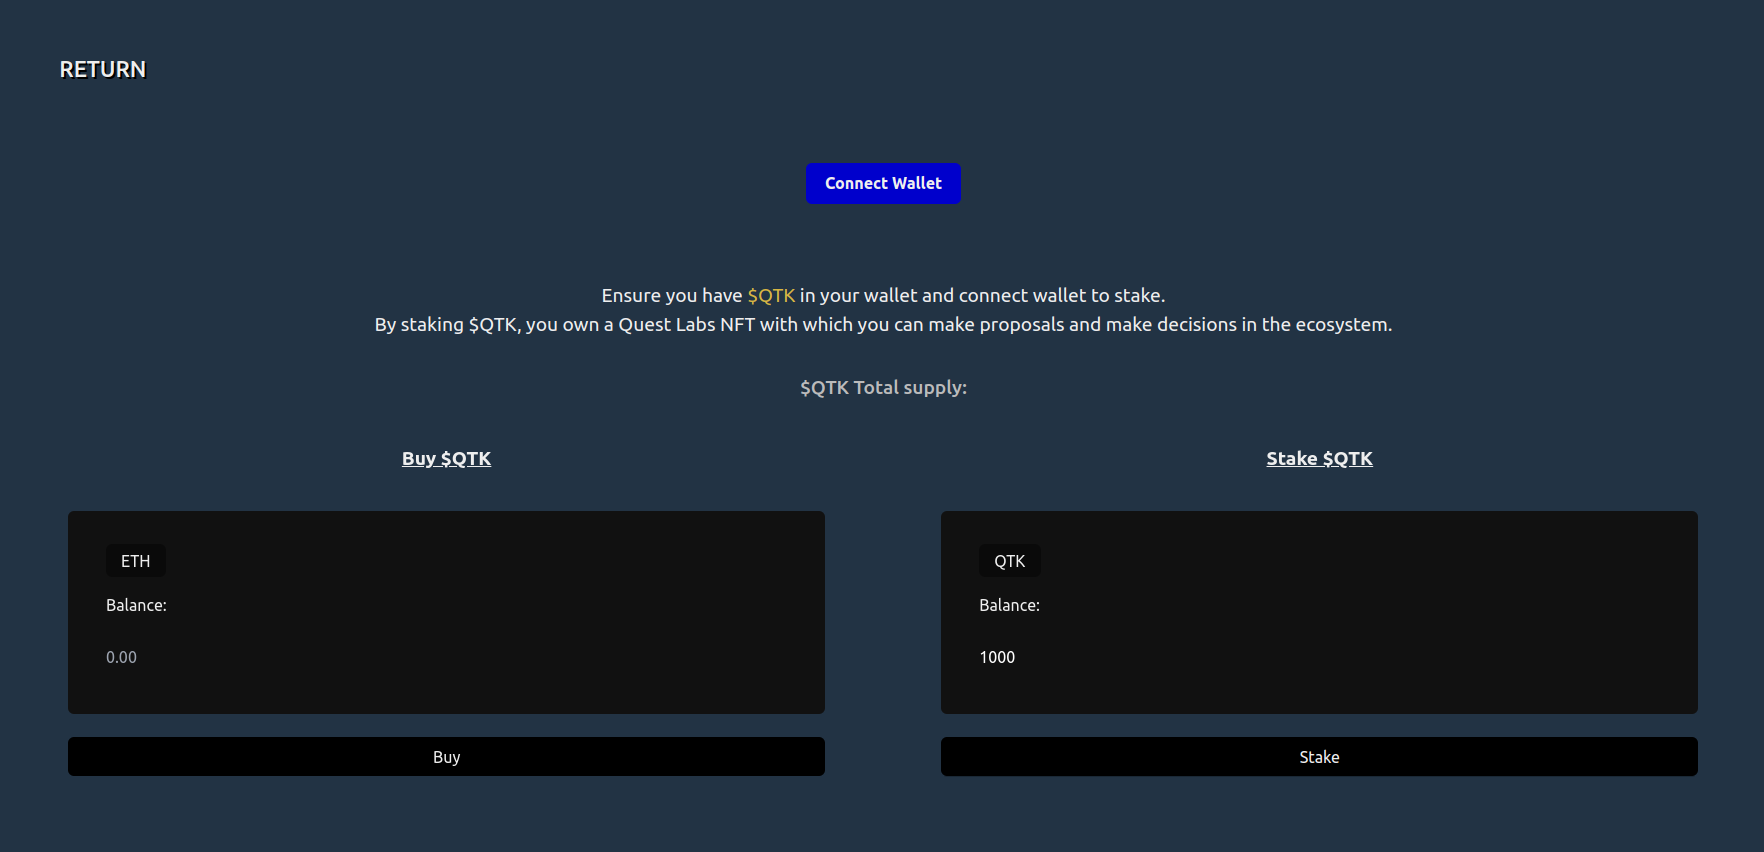 RETURN
Connect Wallet
Ensure you have $QTK in your wallet and connect wallet to stake.
By staking $QTK, you own a Quest Labs NFT with which you can make proposals and make decisions in the ecosystem.
$QTK Total supply:
Buy $QTK
ETH
Balance:
0.00
Buy
Stake $QTK
QTK
Balance:
1000
Stake